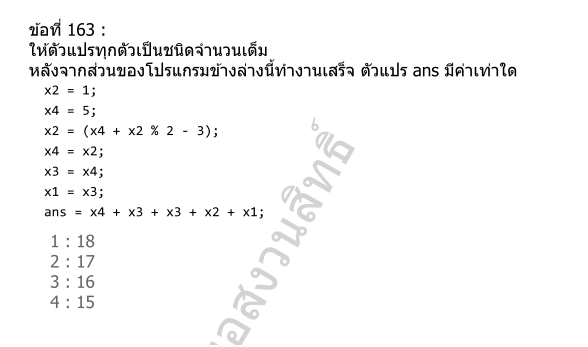 ข้อที่ 163 :
ให้ตัวแปรทุกตัวเป็นชนิดจำนวนเต็ม
หลังจากส่วนของโปรแกรมข้างล่างนี้ทำงานเสร็จ ตัวแปร ans มีค่าเท่าใด
x2 = 1;
x4 = 5;
x2 = (x4 + x2 % 2 - 3);
x4 = x2;
x3 = x4;
x1 = x3;
ans = x4 + x3 + x3 + x2 + x1;
1 : 18
2 : 17
3 : 16
4 : 15
อสงวนสิทธิ์